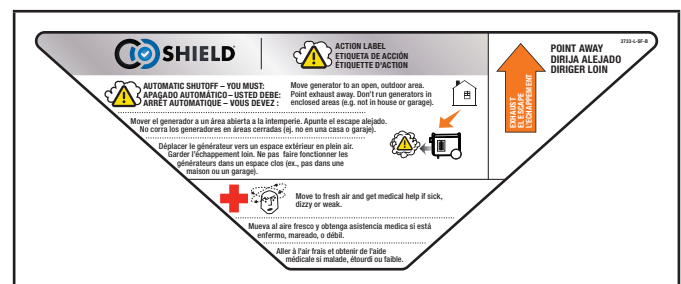 CO SHIELD®
ACTION LABEL
ETIQUETA DE ACCIÓN
ÉTIQUETTE D'ACTION
3733-L-SF-B
POINT AWAY
DIRIJA ALEJADO
DIRIGER LOIN
EXHAUST
EL ESCAPE
L'ÉCHAPPEMENT
AUTOMATIC SHUTOFF – YOU MUST:
APAGADO AUTOMÁTICO – USTED DEBE:
ARRÊT AUTOMATIQUE – VOUS DEVEZ :
Move generator to an open, outdoor area.
Point exhaust away. Don't run generators in
enclosed areas (e.g. not in house or garage).
Mover el generador a un área abierta a la intemperie. Apunte el escape alejado.
No corra los generadores en áreas cerradas (ej. no en una casa o garaje).
Déplacer le générateur vers un espace extérieur en plein air.
Garder l'échappement loin. Ne pas faire fonctionner les
générateurs dans un espace clos (ex., pas dans une
maison ou un garage).
Move to fresh air and get medical help if sick,
dizzy or weak.
Mueva al aire fresco y obtenga asistencia medica si está
enfermo, mareado, o débil.
Aller à l'air frais et obtenir de l'aide
médicale si malade, étourdi ou faible.